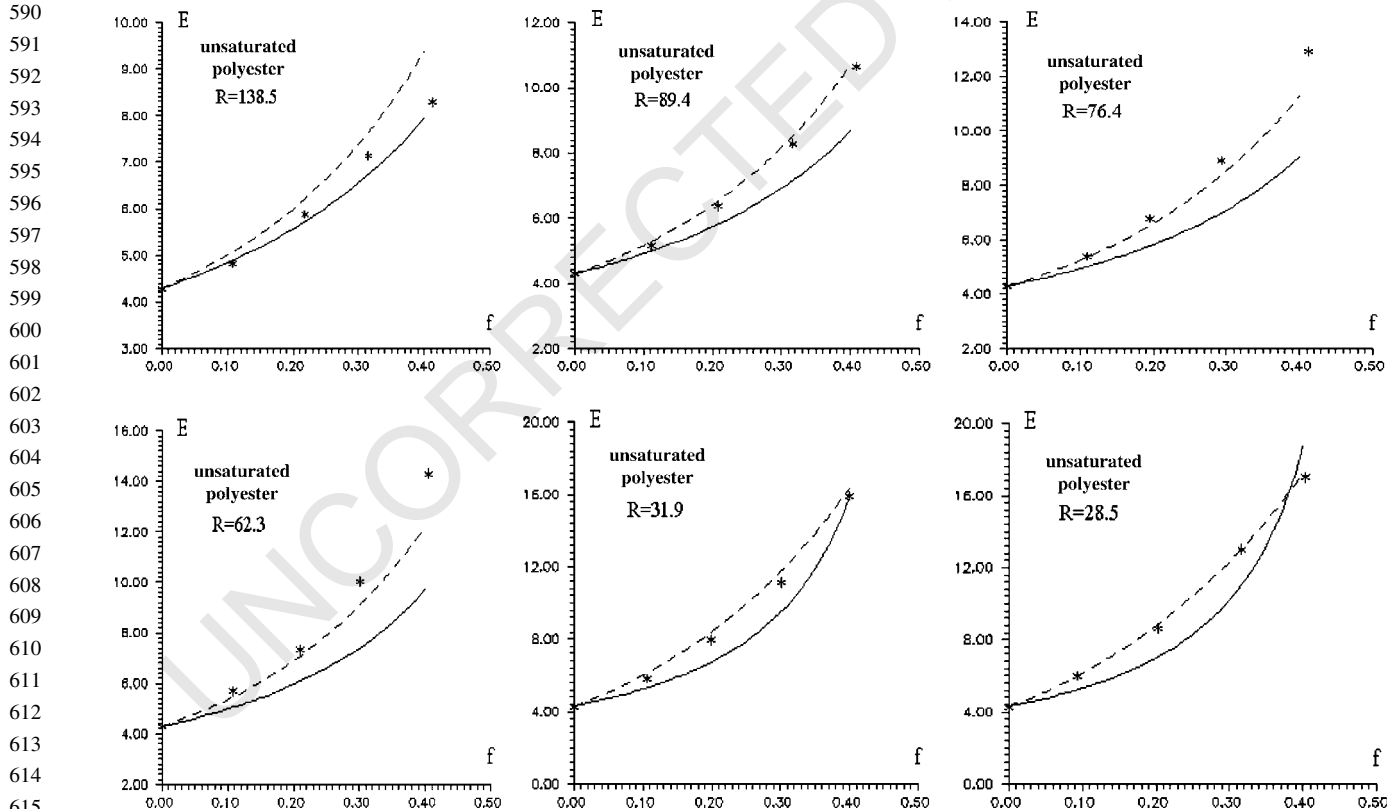 590
591
592
593
594
595
596
597
598
599
600
601
602
603
604
605
606
607
608
609
610
611
612
613
614
615
UNCORRECTED
E
10.00
9.00
8.00
7.00
6.00
5.00
4.00
3.00
unsaturated
polyester
R=138.5
f
0.00 0.10 0.20 0.30 0.40 0.50
E
12.00
10.00
8.00
6.00
4.00
2.00
unsaturated
polyester
R=89.4
f
0.00 0.10 0.20 0.30 0.40 0.50
E
14.00
12.00
10.00
8.00
6.00
4.00
2.00
unsaturated
polyester
R=76.4
f
0.00 0.10 0.20 0.30 0.40 0.50
E
16.00
14.00
12.00
10.00
8.00
6.00
4.00
2.00
unsaturated
polyester
R=62.3
f
0.00 0.10 0.20 0.30 0.40 0.50
E
20.00
16.00
12.00
8.00
4.00
0.00
unsaturated
polyester
R=31.9
f
0.00 0.10 0.20 0.30 0.40 0.50
E
20.00
16.00
12.00
8.00
4.00
0.00
unsaturated
polyester
R=28.5
f
0.00 0.10 0.20 0.30 0.40 0.50